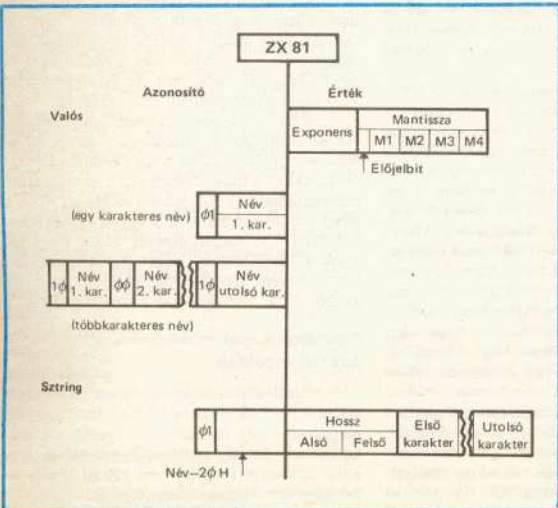 ZX 81
Azonosító Érték
Valós
Exponens Mantissza
M1 M2 M3 M4
Előjelbit
(egy karakteres név) φ1 Név
1. kar.
1φ Név
1. kar. φφ Név
2. kar. 1φ Név
utolsó kar.
(többkarakteres név)
Sztring
φ1 Hossz
Alsó Felső Első
karakter Utolsó
karakter
Név–2φ H